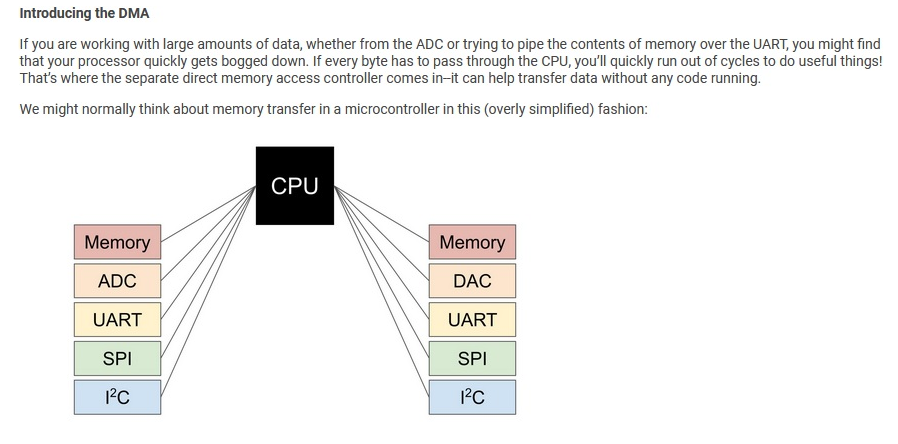 Introducing the DMA
If you are working with large amounts of data, whether from the ADC or trying to pipe the contents of memory over the UART, you might find
that your processor quickly gets bogged down. If every byte has to pass through the CPU, you’ll quickly run out of cycles to do useful things!
That’s where the separate direct memory access controller comes in–it can help transfer data without any code running.
We might normally think about memory transfer in a microcontroller in this (overly simplified) fashion:
CPU
Memory
ADC
UART
SPI
I²C
Memory
DAC
UART
SPI
I²C